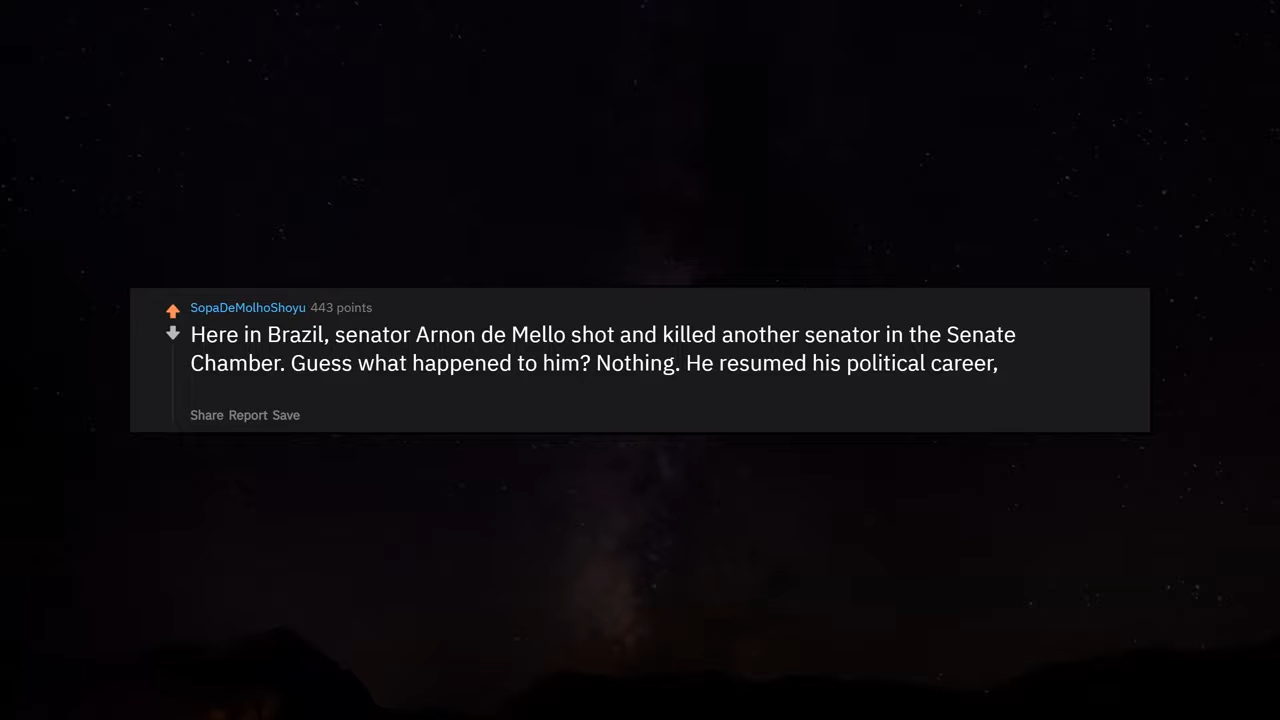 SopaDeMolhoShoyu 443 points
Here in Brazil, senator Arnon de Mello shot and killed another senator in the Senate
Chamber. Guess what happened to him? Nothing. He resumed his political career,
Share Report Save